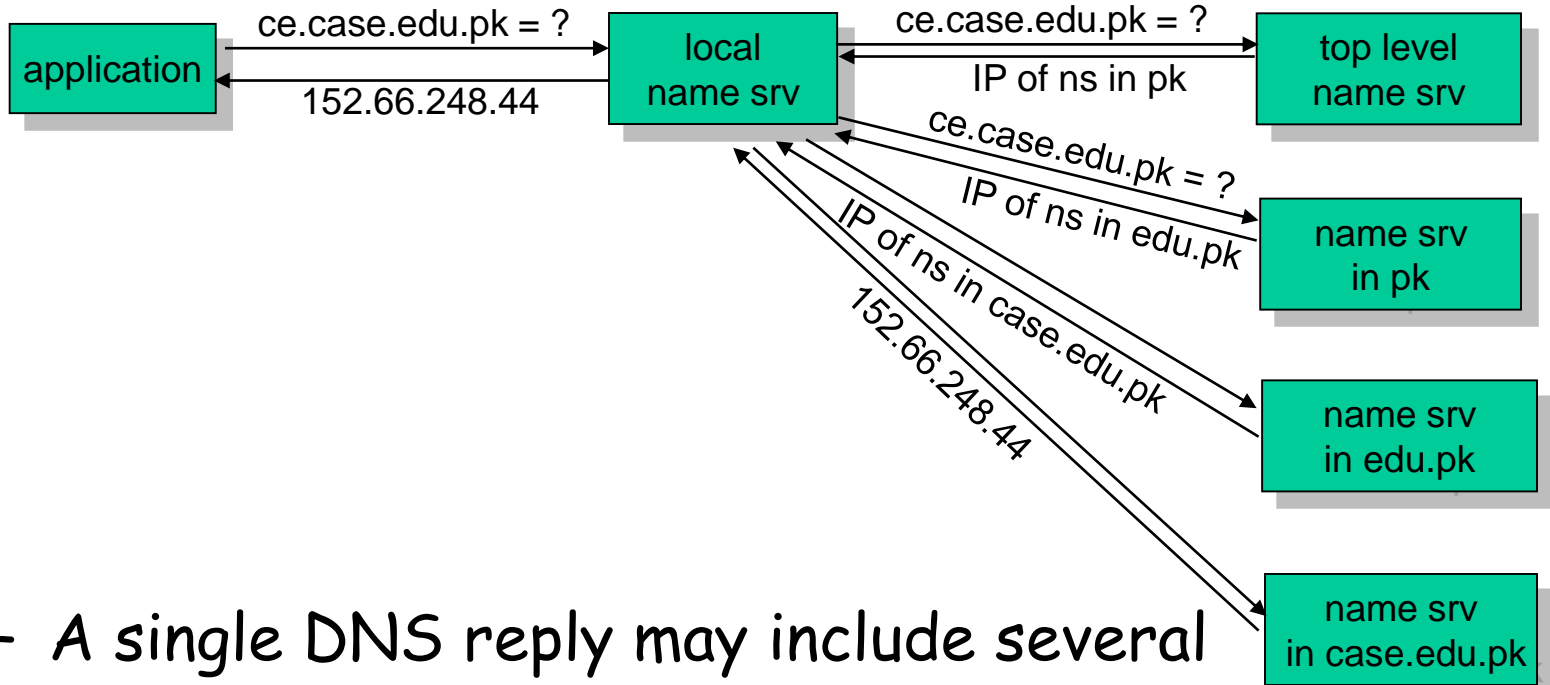 ce.case.edu.pk = ?
ce.case.edu.pk = ?
application
local
name srv
top level
name srv
152.66.248.44
IP of ns in pk
ce.case.edu.pk = ?
IP of ns in edu.pk
name srv
in pk
IP of ns in case.edu.pk
152.66.248.44
name srv
in edu.pk
name srv
in case.edu.pk
- A single DNS reply may include several